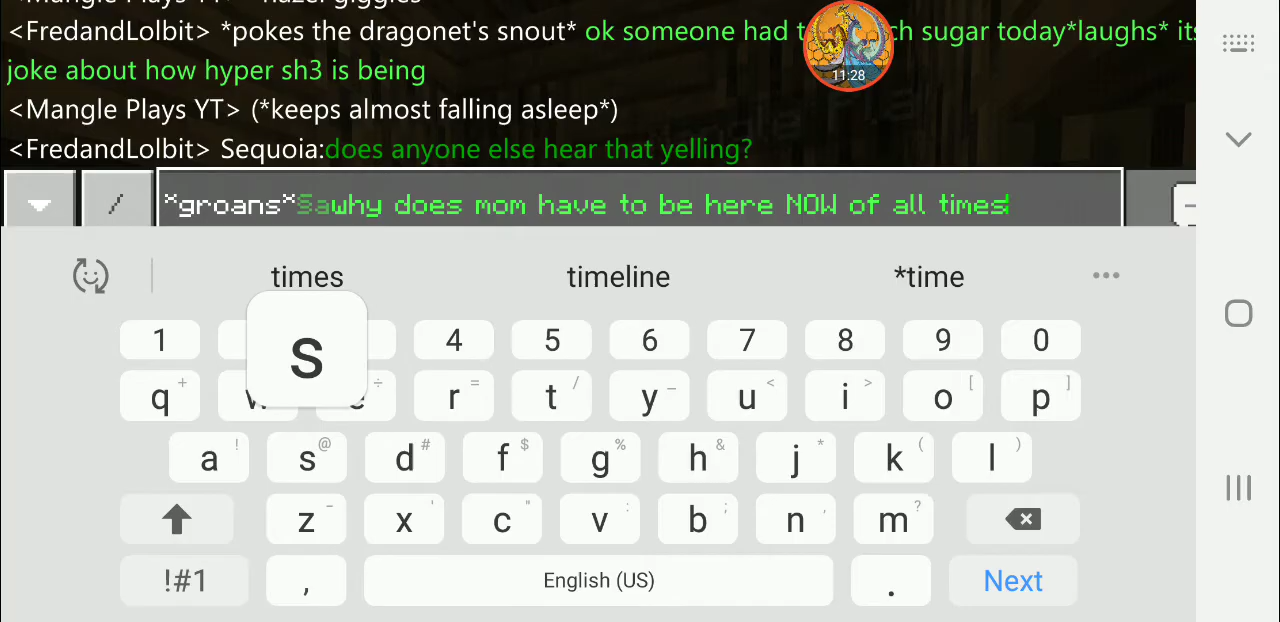 <FredandLolbit> *pokes the dragonet's snout* ok someone had t ch sugar today*laughs* its
joke about how hyper sh3 is being
<Mangle Plays YT> (*keeps almost falling asleep*)
<FredandLolbit> Sequoia:does anyone else hear that yelling?
/ *groans*§awhy does mom have to be here NOW of all times
11:28
times timeline *time
s
1 4 5 6 7 8 9 0
q + ÷ r = t / y – u < i > o [ p ]
a ! s @ d # f $ g % h & j * k ( l )
z - x ' c " v : b ; n , m ?
!#1 , English (US) . Next